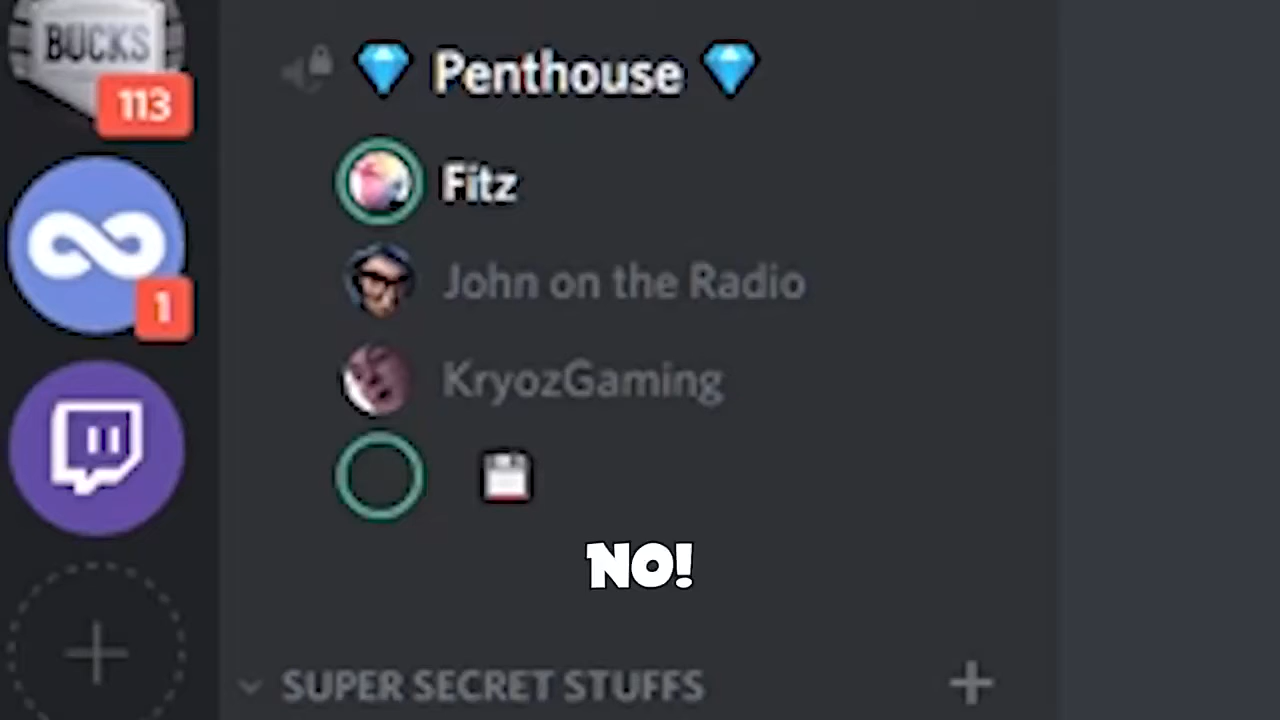 BUCKS
113
💎 Penthouse 💎
Fitz
1
John on the Radio
KryozGaming
💾
NO!
SUPER SECRET STUFFS